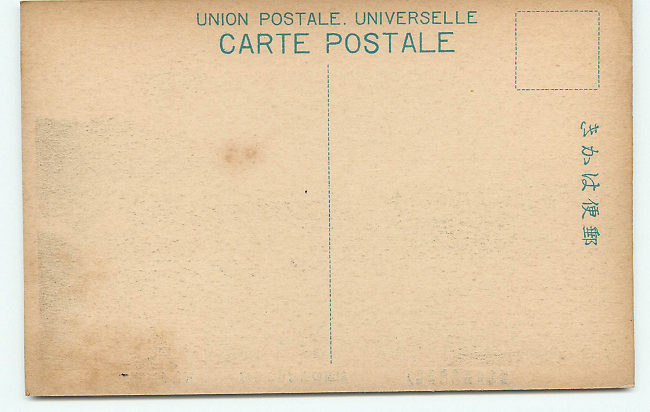 UNION POSTALE. UNIVERSELLE
CARTE POSTALE
郵便はかき